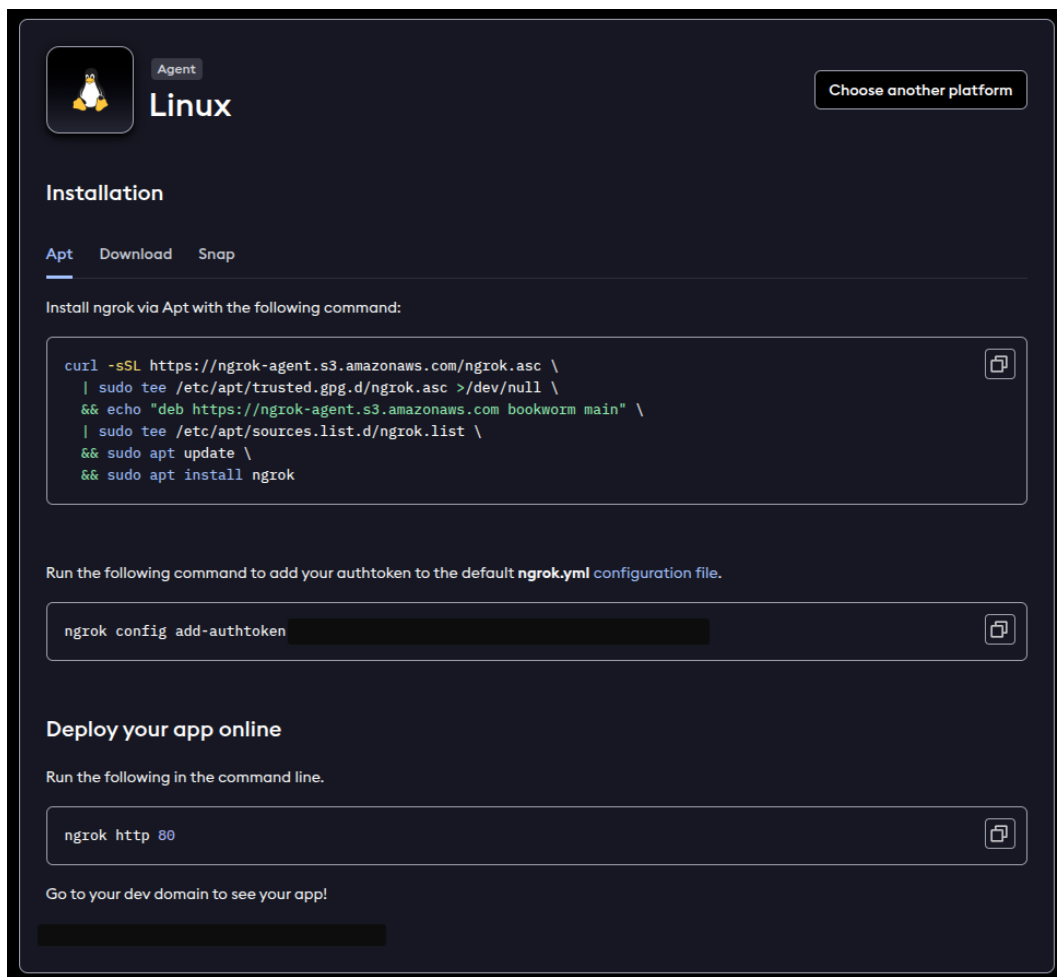 Agent
Linux
Choose another platform
Installation
Apt Download Snap
Install ngrok via Apt with the following command:
curl -sSL https://ngrok-agent.s3.amazonaws.com/ngrok.asc \
| sudo tee /etc/apt/trusted.gpg.d/ngrok.asc >/dev/null \
&& echo "deb https://ngrok-agent.s3.amazonaws.com bookworm main" \
| sudo tee /etc/apt/sources.list.d/ngrok.list \
&& sudo apt update \
&& sudo apt install ngrok
Run the following command to add your authtoken to the default ngrok.yml configuration file.
ngrok config add-authtoken
Deploy your app online
Run the following in the command line.
ngrok http 80
Go to your dev domain to see your app!